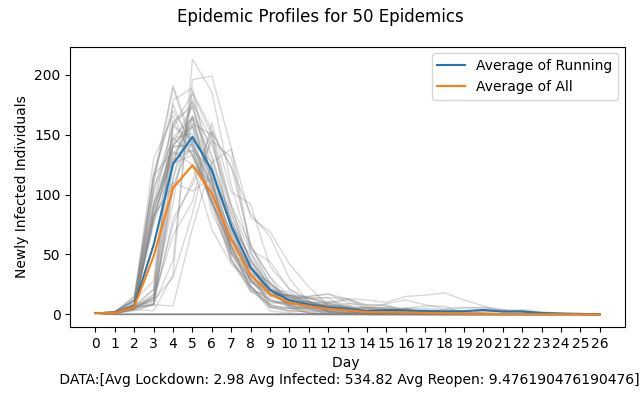 Epidemic Profiles for 50 Epidemics
Average of Running
Average of All
Newly Infected Individuals
200
150
100
50
0
0 1 2 3 4 5 6 7 8 9 10 11 12 13 14 15 16 17 18 19 20 21 22 23 24 25 26
Day
DATA:[Avg Lockdown: 2.98 Avg Infected: 534.82 Avg Reopen: 9.476190476190476]